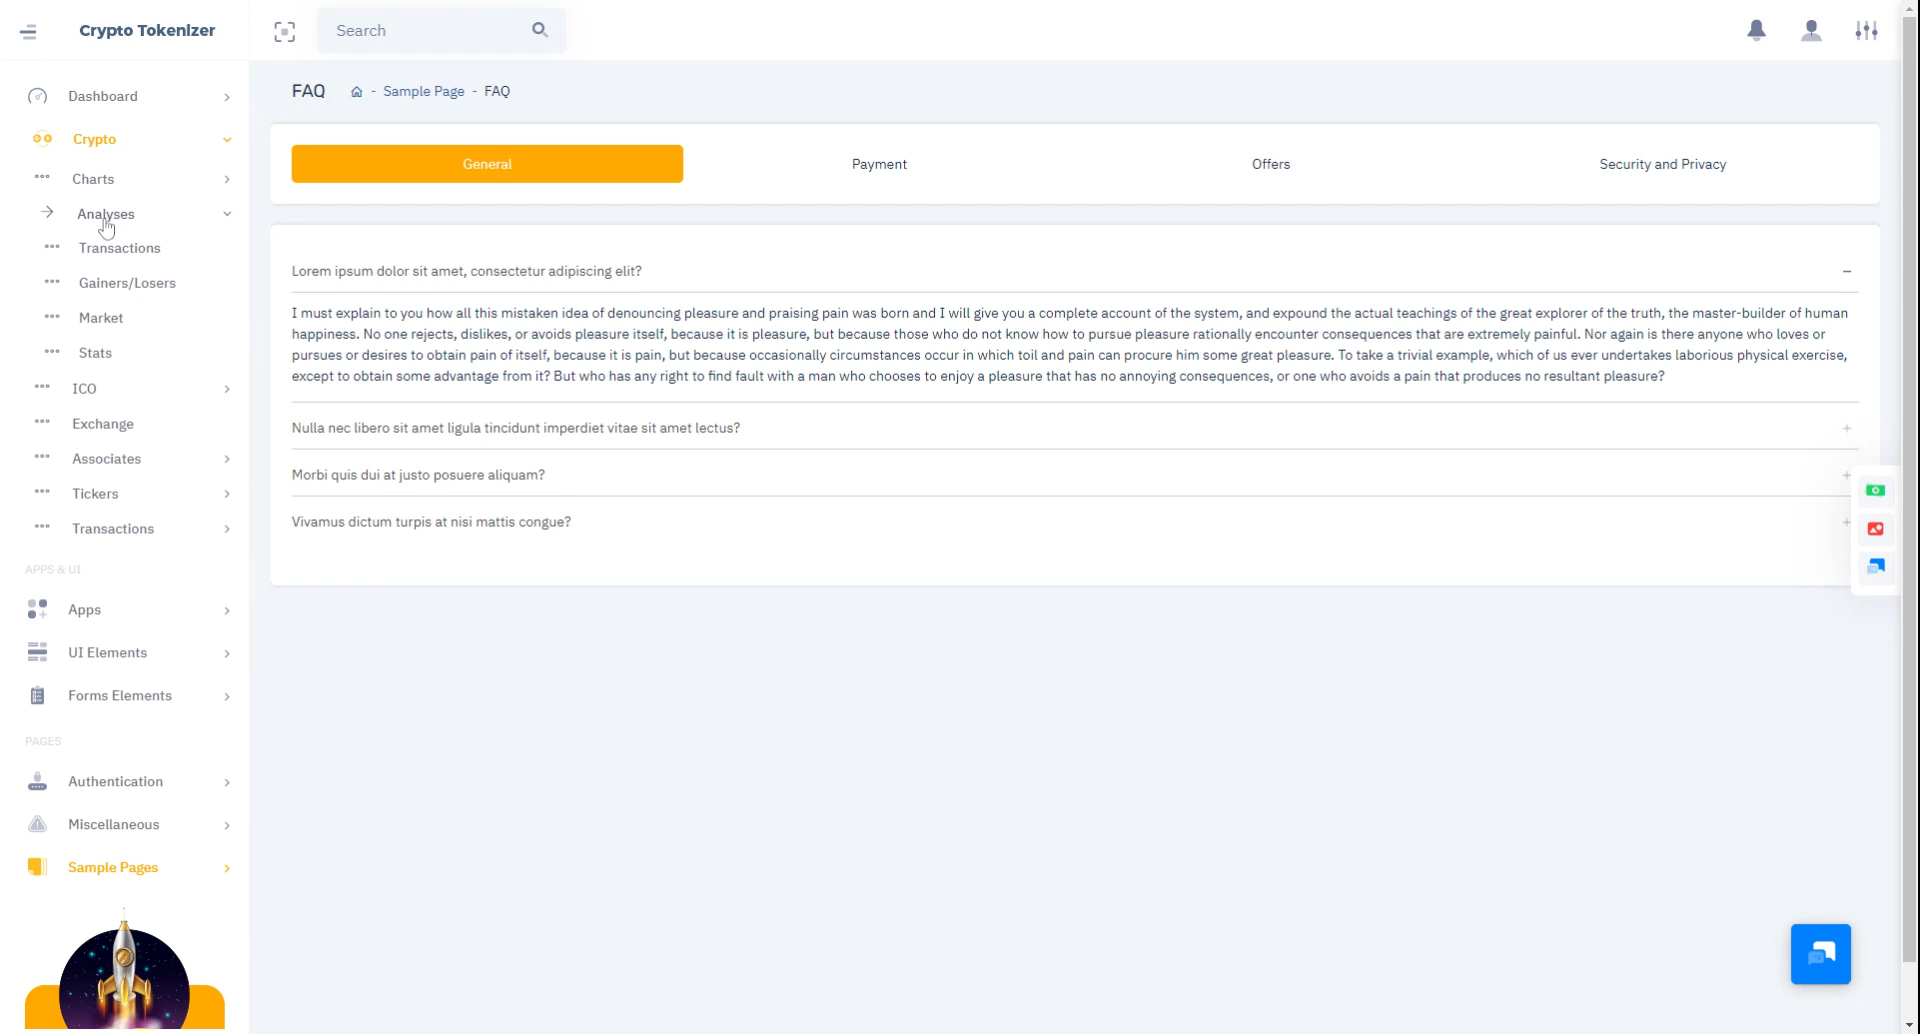 Crypto Tokenizer
Search
Dashboard
Crypto
Charts
Analyses
Transactions
Gainers/Losers
Market
Stats
ICO
Exchange
Associates
Tickers
Transactions
APPS & UI
Apps
UI Elements
Forms Elements
PAGES
Authentication
Miscellaneous
Sample Pages
FAQ
- Sample Page - FAQ
General
Payment
Offers
Security and Privacy
Lorem ipsum dolor sit amet, consectetur adipiscing elit?
I must explain to you how all this mistaken idea of denouncing pleasure and praising pain was born and I will give you a complete account of the system, and expound the actual teachings of the great explorer of the truth, the master-builder of human
happiness. No one rejects, dislikes, or avoids pleasure itself, because it is pleasure, but because those who do not know how to pursue pleasure rationally encounter consequences that are extremely painful. Nor again is there anyone who loves or
pursues or desires to obtain pain of itself, because it is pain, but because occasionally circumstances occur in which toil and pain can procure him some great pleasure. To take a trivial example, which of us ever undertakes laborious physical exercise,
except to obtain some advantage from it? But who has any right to find fault with a man who chooses to enjoy a pleasure that has no annoying consequences, or one who avoids a pain that produces no resultant pleasure?
Nulla nec libero sit amet ligula tincidunt imperdiet vitae sit amet lectus?
Morbi quis dui at justo posuere aliquam?
Vivamus dictum turpis at nisi mattis congue?